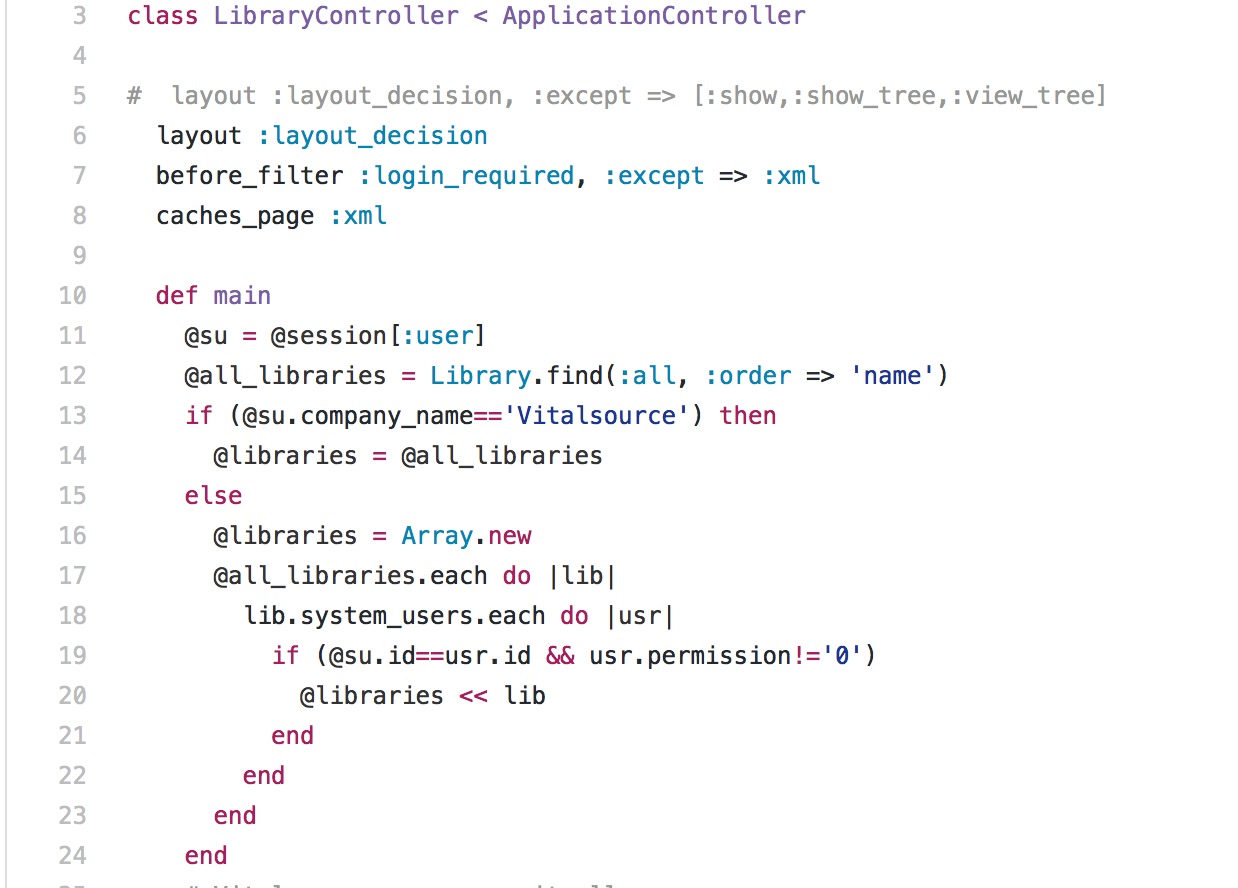 3 class LibraryController < ApplicationController
4
5 #  layout :layout_decision, :except => [:show,:show_tree,:view_tree]
6   layout :layout_decision
7   before_filter :login_required, :except => :xml
8   caches_page :xml
9
10   def main
11     @su = @session[:user]
12     @all_libraries = Library.find(:all, :order => 'name')
13     if (@su.company_name=='Vitalsource') then
14       @libraries = @all_libraries
15     else
16       @libraries = Array.new
17       @all_libraries.each do |lib|
18         lib.system_users.each do |usr|
19           if (@su.id==usr.id && usr.permission!='0')
20             @libraries << lib
21           end
22         end
23       end
24     end